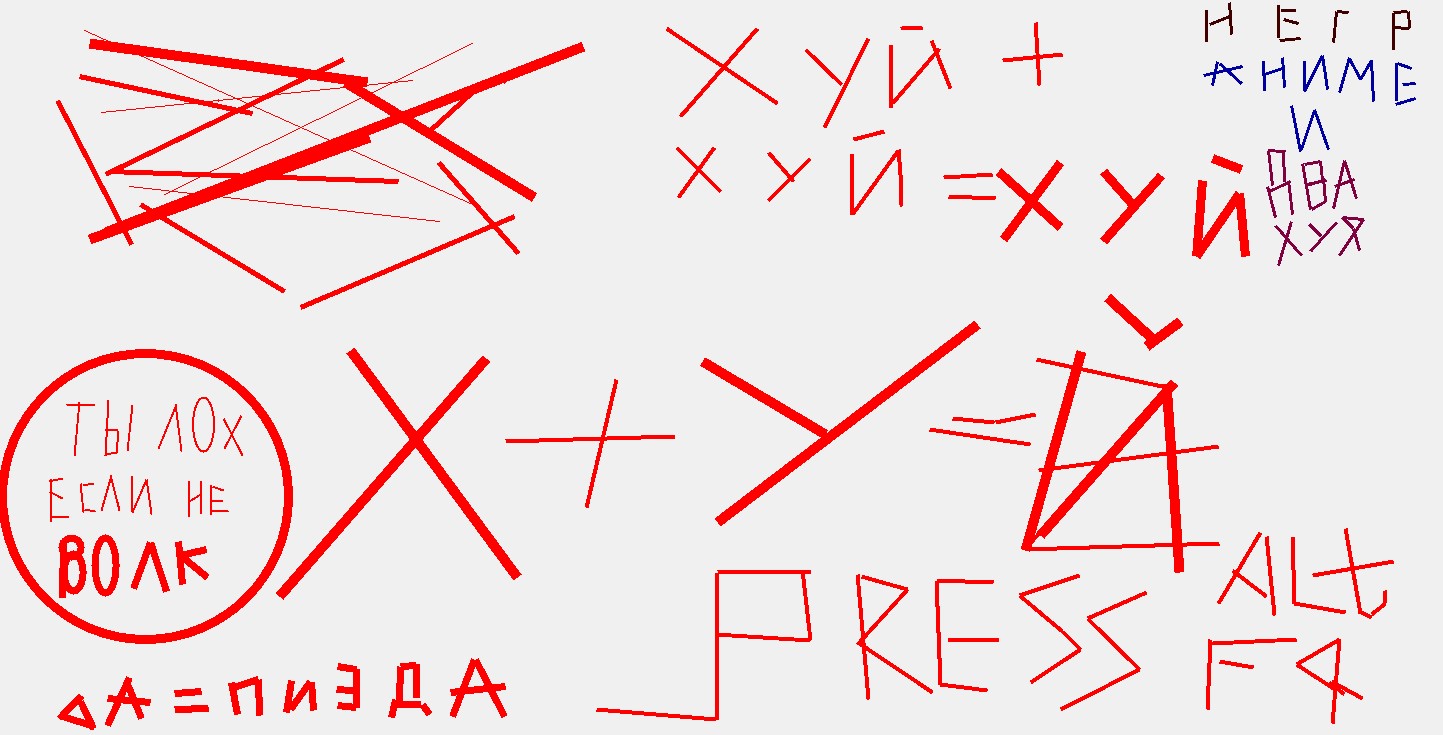 ХУЙ +
ХУЙ = ХУЙ
НЕГР
АНИМЕ
И
ДВА
ХУЯ
ТЫ ЛОХ
ЕСЛИ НЕ
ВОЛК
Х + У = Й
PRESS
ALt
F4
ДА = ПИЗДА